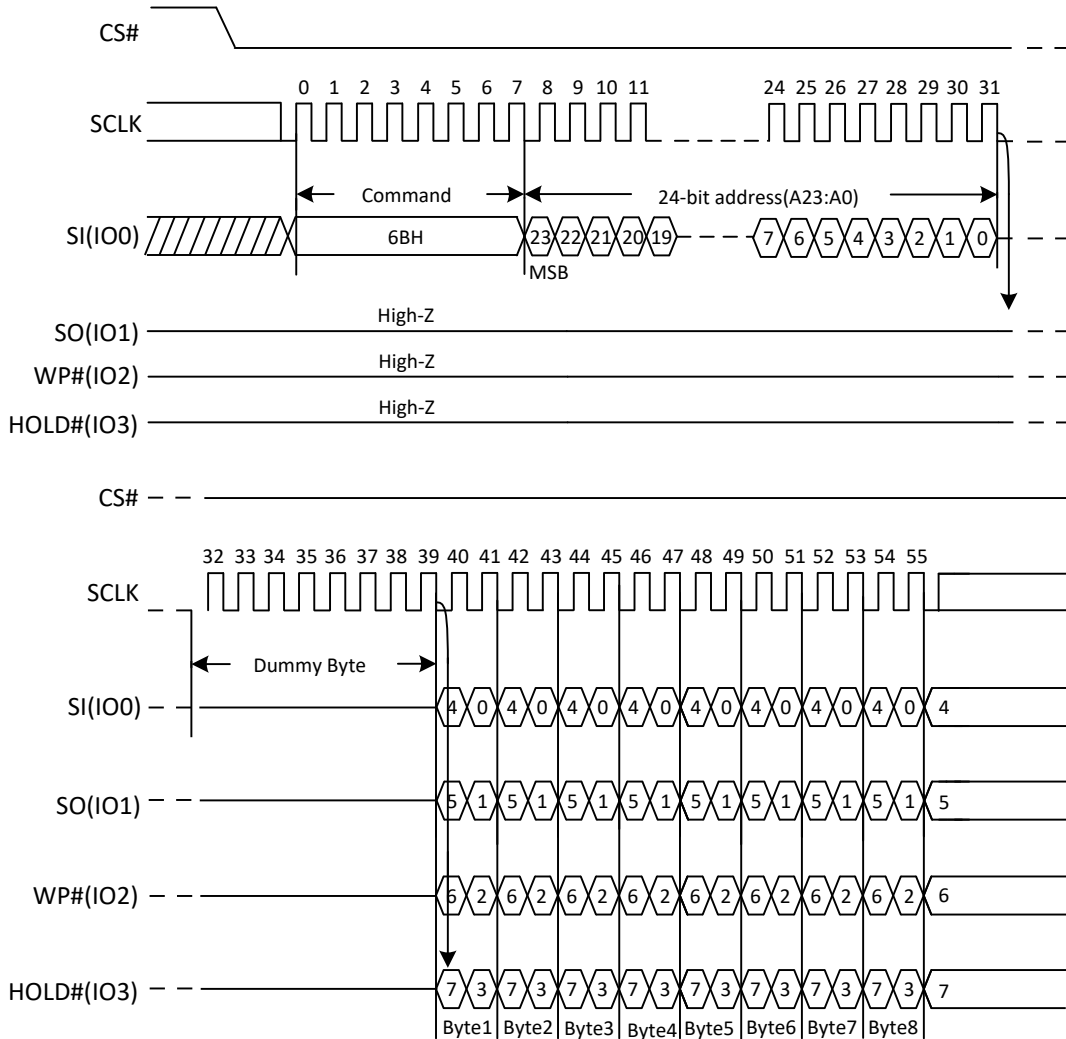 CS#
0 1 2 3 4 5 6 7 8 9 10 11 24 25 26 27 28 29 30 31
SCLK
Command 24-bit address(A23:A0)
SI(IO0) 6BH 23 22 21 20 19 7 6 5 4 3 2 1 0
MSB
High-Z
SO(IO1)
High-Z
WP#(IO2)
High-Z
HOLD#(IO3)
CS#
32 33 34 35 36 37 38 39 40 41 42 43 44 45 46 47 48 49 50 51 52 53 54 55
SCLK
Dummy Byte
SI(IO0) 4 0 4 0 4 0 4 0 4 0 4 0 4 0 4 0 4
SO(IO1) 5 1 5 1 5 1 5 1 5 1 5 1 5 1 5 1 5
WP#(IO2) 6 2 6 2 6 2 6 2 6 2 6 2 6 2 6 2 6
HOLD#(IO3) 7 3 7 3 7 3 7 3 7 3 7 3 7 3 7 3 7
Byte1 Byte2 Byte3 Byte4 Byte5 Byte6 Byte7 Byte8